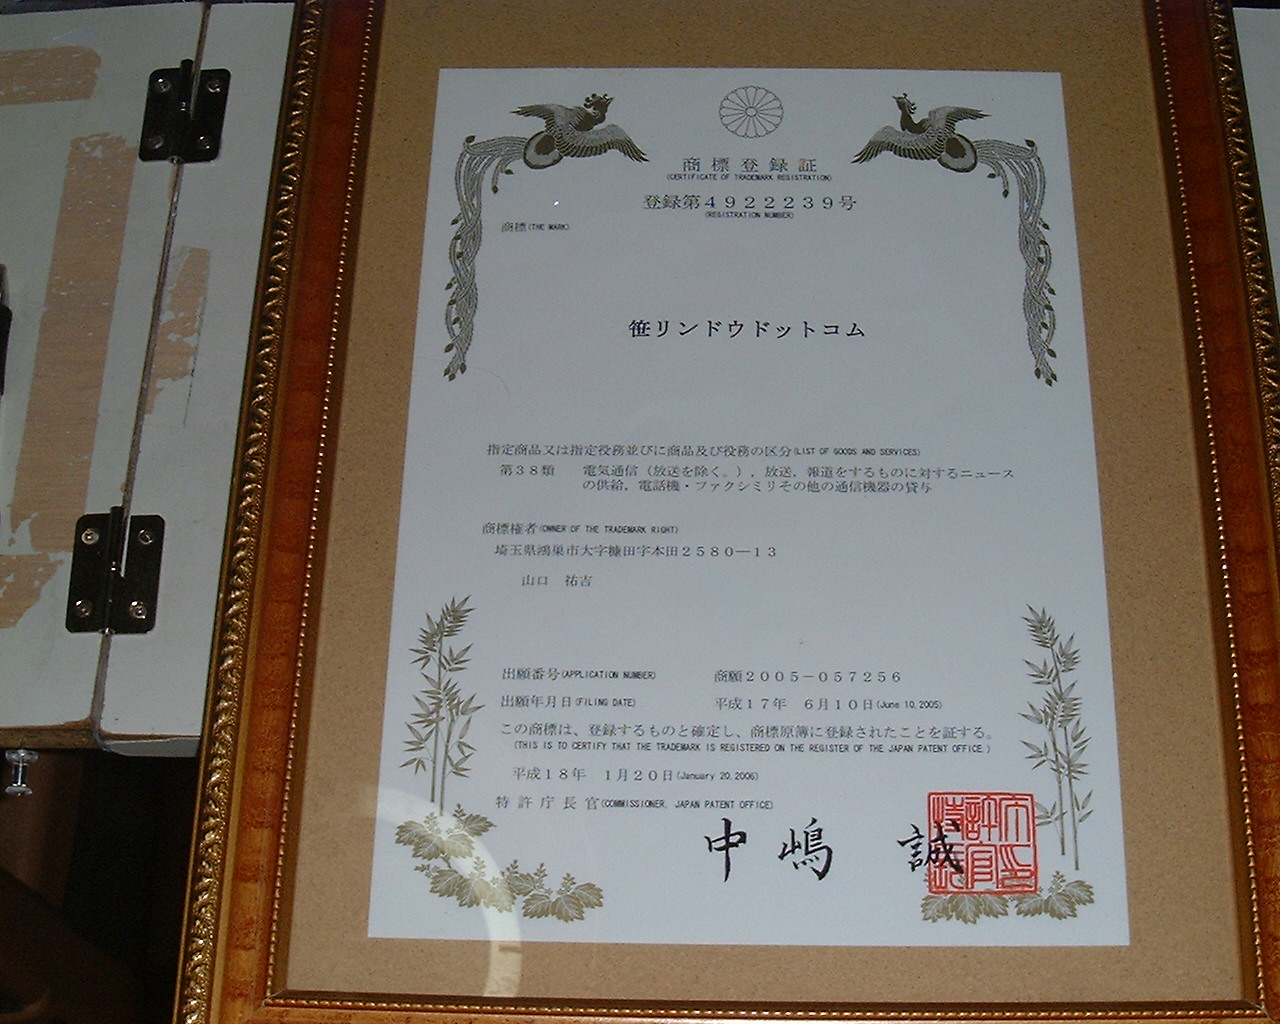 商標登録証
(CERTIFICATE OF TRADEMARK REGISTRATION)
登録第4922239号
(REGISTRATION NUMBER)
商標(THE MARK)
笹リンドウドットコム
指定商品又は指定役務並びに商品及び役務の区分(LIST OF GOODS AND SERVICES)
第38類 電気通信(放送を除く。),放送,報道をするものに対するニュース
の供給,電話機・ファクシミリその他の通信機器の貸与
商標権者(OWNER OF THE TRADEMARK RIGHT)
埼玉県鴻巣市大字糠田字本田2580-13
山口 祐吉
出願番号(APPLICATION NUMBER) 商願2005-057256
出願年月日(FILING DATE) 平成17年 6月10日(June 10,2005)
この商標は、登録するものと確定し、商標原簿に登録されたことを証する。
(THIS IS TO CERTIFY THAT THE TRADEMARK IS REGISTERED ON THE REGISTER OF THE JAPAN PATENT OFFICE.)
平成18年 1月20日(January 20,2006)
特許庁長官(COMMISSIONER, JAPAN PATENT OFFICE)
中嶋 誠
特許庁長官之印